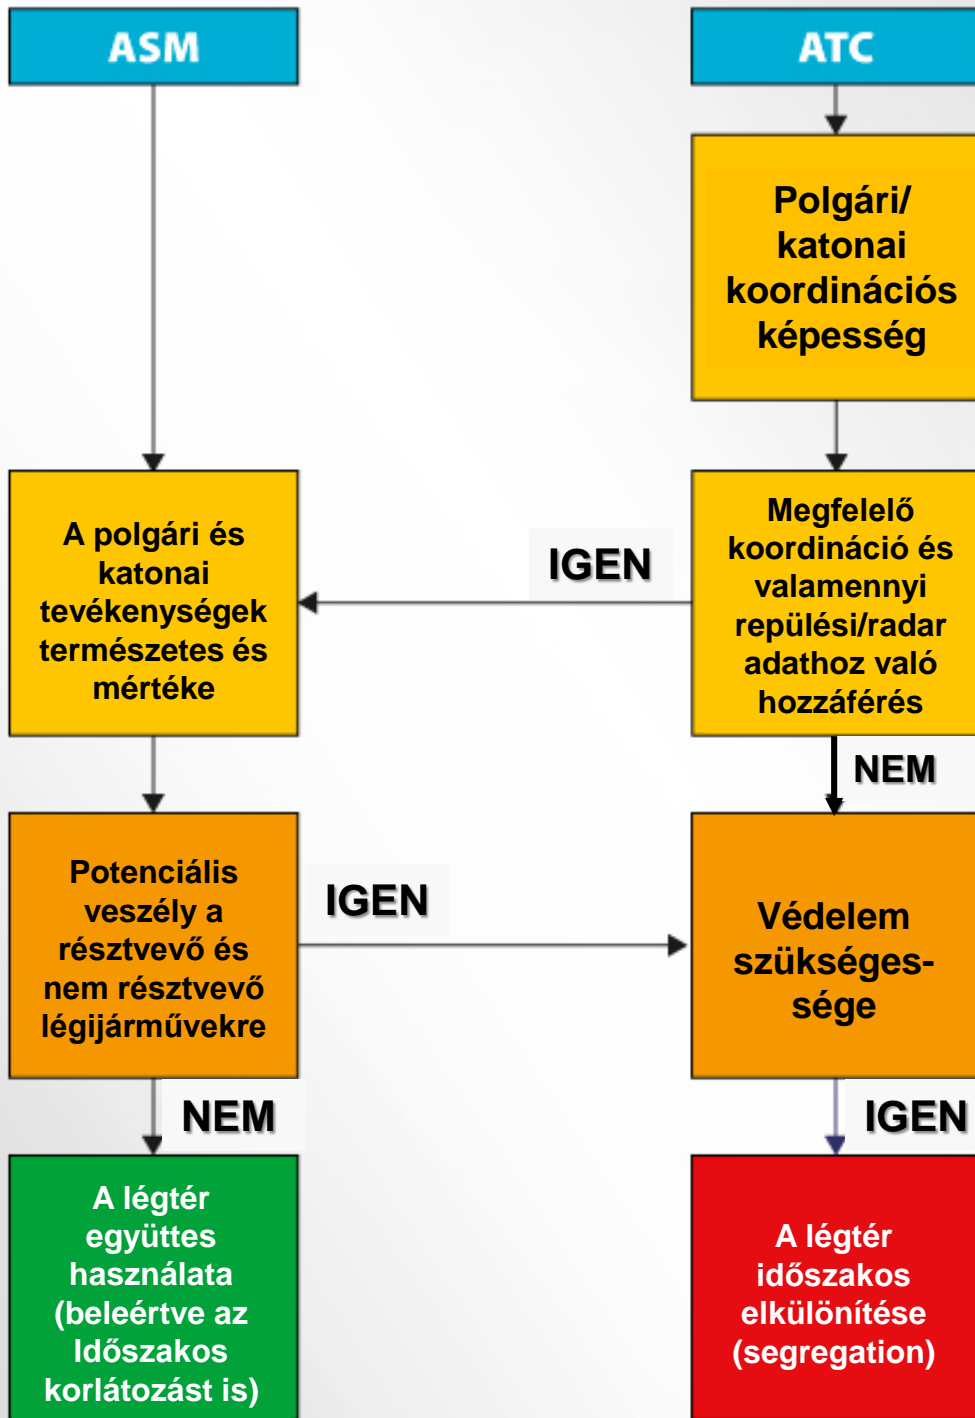 ASM
ATC
Polgári/
katonai
koordinációs
képesség
A polgári és
katonai
tevékenységek
természetes és
mértéke
IGEN
Megfelelő
koordináció és
valamennyi
repülési/radar
adathoz való
hozzáférés
NEM
Potenciális
veszély a
résztvevő és
nem résztvevő
légijárművekre
IGEN
Védelem
szükséges-
sége
NEM
IGEN
A légtér
együttes
használata
(beleértve az
Időszakos
korlátozást is)
A légtér
időszakos
elkülönítése
(segregation)